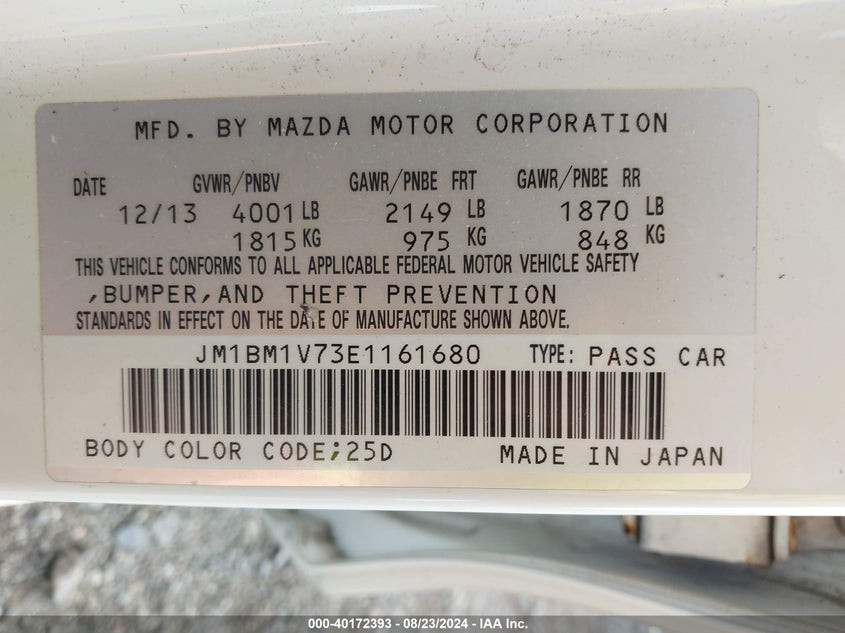 MFD. BY MAZDA MOTOR CORPORATION
DATE GVWR/PNBV GAWR/PNBE FRT GAWR/PNBE RR
12/13 4001 LB 2149 LB 1870 LB
1815 KG 975 KG 848 KG
THIS VEHICLE CONFORMS TO ALL APPLICABLE FEDERAL MOTOR VEHICLE SAFETY
,BUMPER,AND THEFT PREVENTION
STANDARDS IN EFFECT ON THE DATE OF MANUFACTURE SHOWN ABOVE.
JM1BM1V73E1161680 TYPE: PASS CAR
BODY COLOR CODE;25D MADE IN JAPAN
000-40172393 - 08/23/2024 - IAA Inc.